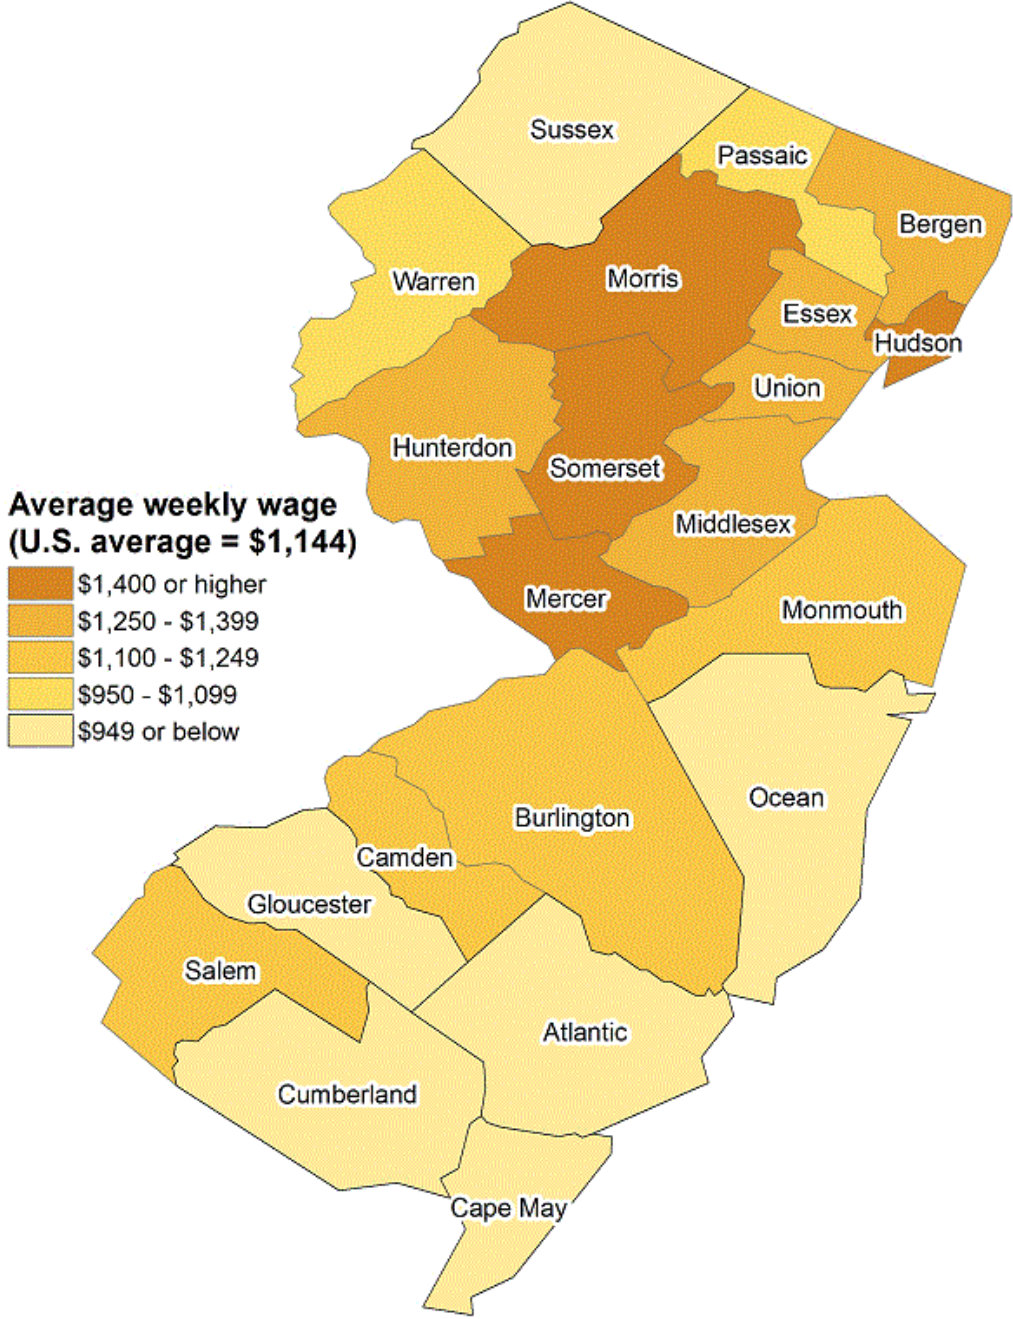 Sussex
Passaic
Bergen
Warren
Morris
Essex
Hudson
Union
Hunterdon
Somerset
Average weekly wage
(U.S. average = $1,144)
$1,400 or higher
$1,250 - $1,399
$1,100 - $1,249
$950 - $1,099
$949 or below
Middlesex
Mercer
Monmouth
Ocean
Burlington
Camden
Gloucester
Salem
Atlantic
Cumberland
Cape May